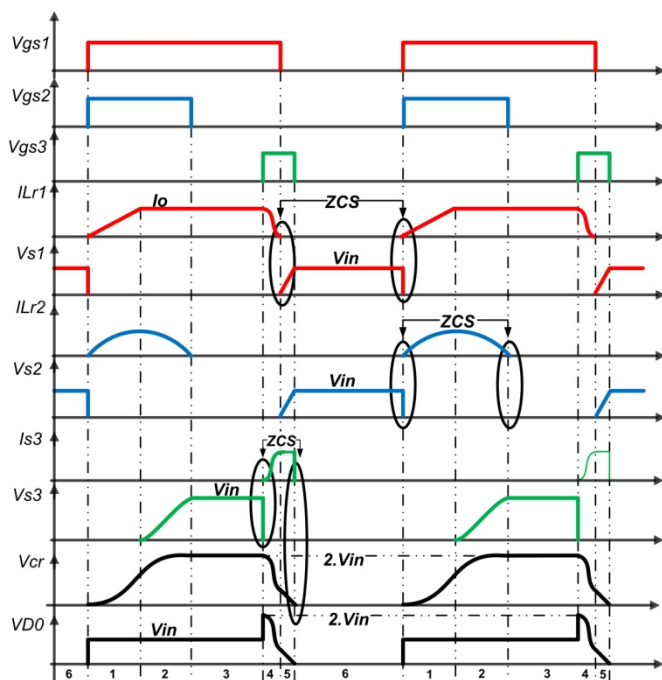 Vgs1
Vgs2
Vgs3
ILr1
Io
ZCS
Vs1
Vin
ILr2
ZCS
Vs2
Vin
Is3
ZCS
Vs3
Vin
Vcr
2.Vin
VD0
Vin
2.Vin
6 1 2 3 4 5 6 1 2 3 4 5